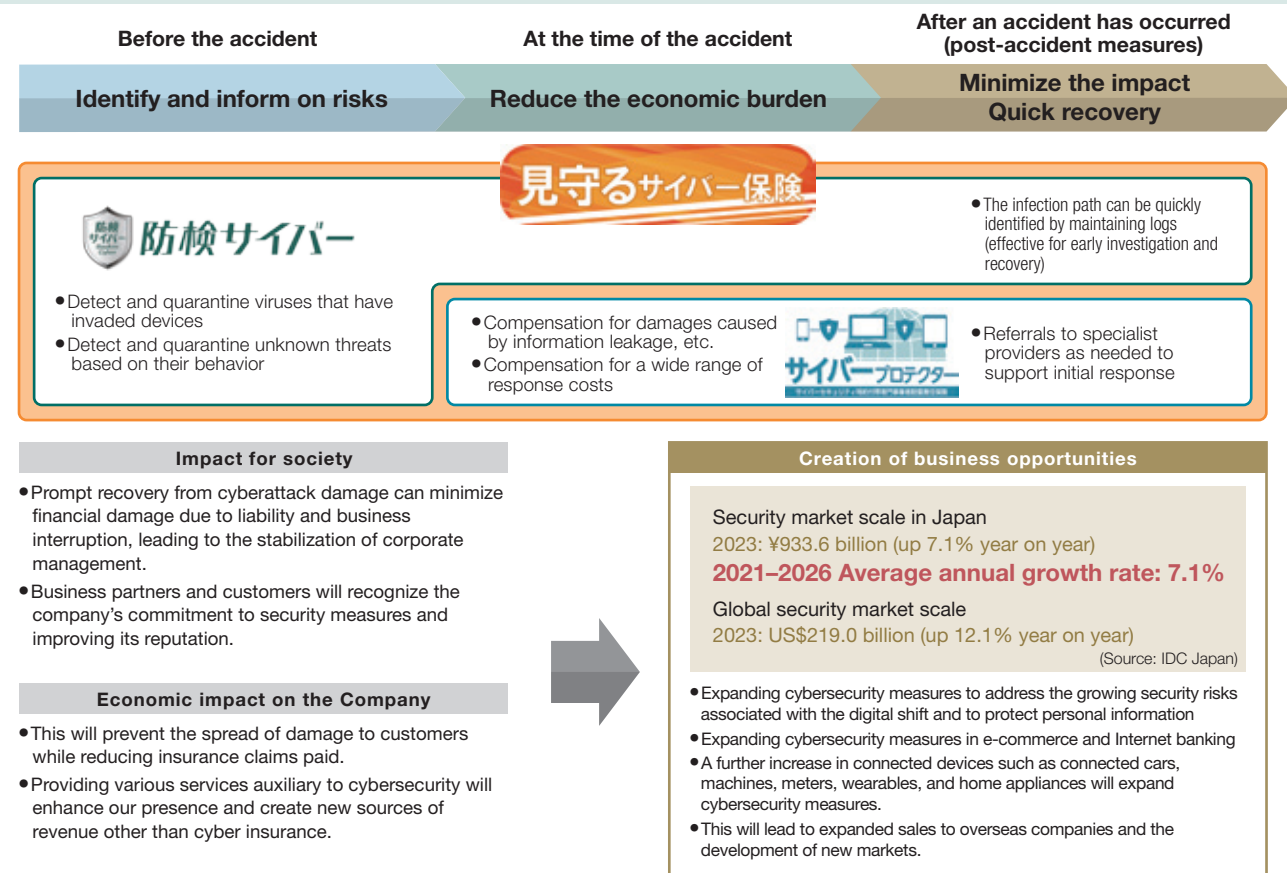 Before the accident
At the time of the accident
After an accident has occurred
(post-accident measures)
Identify and inform on risks
Reduce the economic burden
Minimize the impact
Quick recovery
見守るサイバー保険
防検
サイバー
防検サイバー
●Detect and quarantine viruses that have
invaded devices
●Detect and quarantine unknown threats
based on their behavior
●The infection path can be quickly
identified by maintaining logs
(effective for early investigation and
recovery)
●Compensation for damages caused
by information leakage, etc.
●Compensation for a wide range of
response costs
サイバープロテクター
●Referrals to specialist
providers as needed to
support initial response
Impact for society
●Prompt recovery from cyberattack damage can minimize
financial damage due to liability and business
interruption, leading to the stabilization of corporate
management.
●Business partners and customers will recognize the
company's commitment to security measures and
improving its reputation.
Economic impact on the Company
●This will prevent the spread of damage to customers
while reducing insurance claims paid.
●Providing various services auxiliary to cybersecurity will
enhance our presence and create new sources of
revenue other than cyber insurance.
Creation of business opportunities
Security market scale in Japan
2023: ¥933.6 billion (up 7.1% year on year)
2021–2026 Average annual growth rate: 7.1%
Global security market scale
2023: US$219.0 billion (up 12.1% year on year)
(Source: IDC Japan)
●Expanding cybersecurity measures to address the growing security risks
associated with the digital shift and to protect personal information
●Expanding cybersecurity measures in e-commerce and Internet banking
●A further increase in connected devices such as connected cars,
machines, meters, wearables, and home appliances will expand
cybersecurity measures.
●This will lead to expanded sales to overseas companies and the
development of new markets.